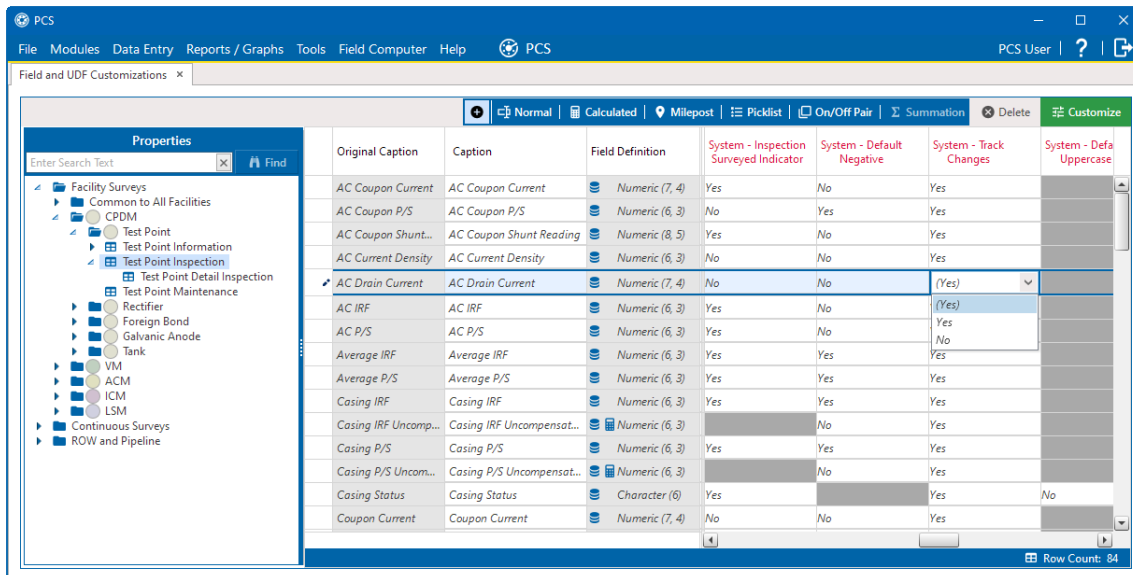 PCS
File Modules Data Entry Reports / Graphs Tools Field Computer Help PCS PCS User | ? |
Field and UDF Customizations ×
Normal | Calculated | Milepost | Picklist | On/Off Pair | Σ Summation Delete Customize
Properties
Enter Search Text × Find
Facility Surveys
Common to All Facilities
CPDM
Test Point
Test Point Information
Test Point Inspection
Test Point Detail Inspection
Test Point Maintenance
Rectifier
Foreign Bond
Galvanic Anode
Tank
VM
ACM
ICM
LSM
Continuous Surveys
ROW and Pipeline
Original Caption Caption Field Definition System - Inspection Surveyed Indicator System - Default Negative System - Track Changes System - Defa Uppercase
AC Coupon Current AC Coupon Current Numeric (7, 4) Yes No Yes
AC Coupon P/S AC Coupon P/S Numeric (6, 3) No Yes Yes
AC Coupon Shunt... AC Coupon Shunt Reading Numeric (8, 5) Yes No Yes
AC Current Density AC Current Density Numeric (6, 3) No No Yes
AC Drain Current AC Drain Current Numeric (7, 4) No No (Yes)
(Yes)
Yes
No
AC IRF AC IRF Numeric (6, 3) Yes No
AC P/S AC P/S Numeric (6, 3) Yes No
Average IRF Average IRF Numeric (6, 3) Yes Yes Yes
Average P/S Average P/S Numeric (6, 3) Yes Yes Yes
Casing IRF Casing IRF Numeric (6, 3) Yes Yes Yes
Casing IRF Uncomp... Casing IRF Uncompensat... Numeric (6, 3) No Yes
Casing P/S Casing P/S Numeric (6, 3) Yes Yes Yes
Casing P/S Uncom... Casing P/S Uncompensat... Numeric (6, 3) No Yes
Casing Status Casing Status Character (6) Yes Yes No
Coupon Current Coupon Current Numeric (7, 4) No No Yes
Row Count: 84